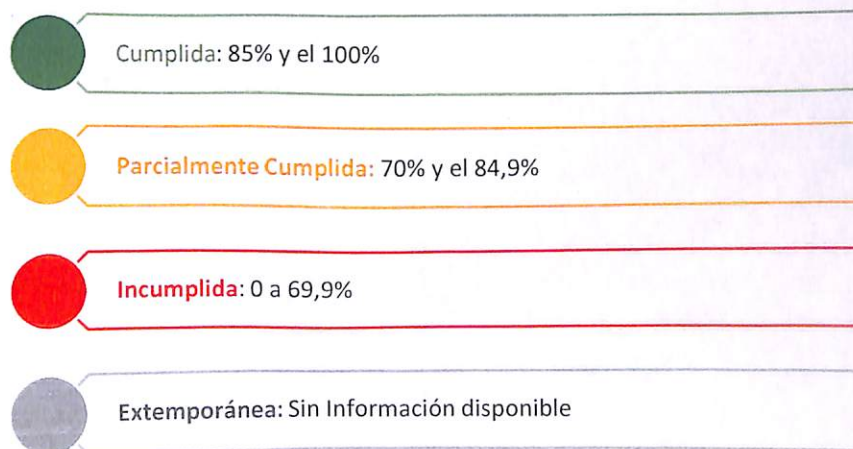 Cumplida: 85% y el 100%
Parcialmente Cumplida: 70% y el 84,9%
Incumplida: 0 a 69,9%
Extemporánea: Sin Información disponible